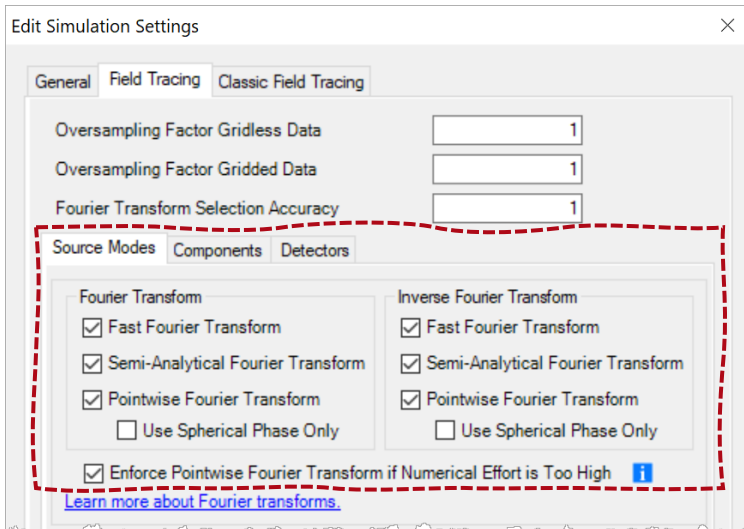 Edit Simulation Settings
General Field Tracing Classic Field Tracing
Oversampling Factor Gridless Data 1
Oversampling Factor Gridded Data 1
Fourier Transform Selection Accuracy 1
Source Modes Components Detectors
Fourier Transform Inverse Fourier Transform
Fast Fourier Transform Fast Fourier Transform
Semi-Analytical Fourier Transform Semi-Analytical Fourier Transform
Pointwise Fourier Transform Pointwise Fourier Transform
Use Spherical Phase Only Use Spherical Phase Only
Enforce Pointwise Fourier Transform if Numerical Effort is Too High i
Learn more about Fourier transforms.